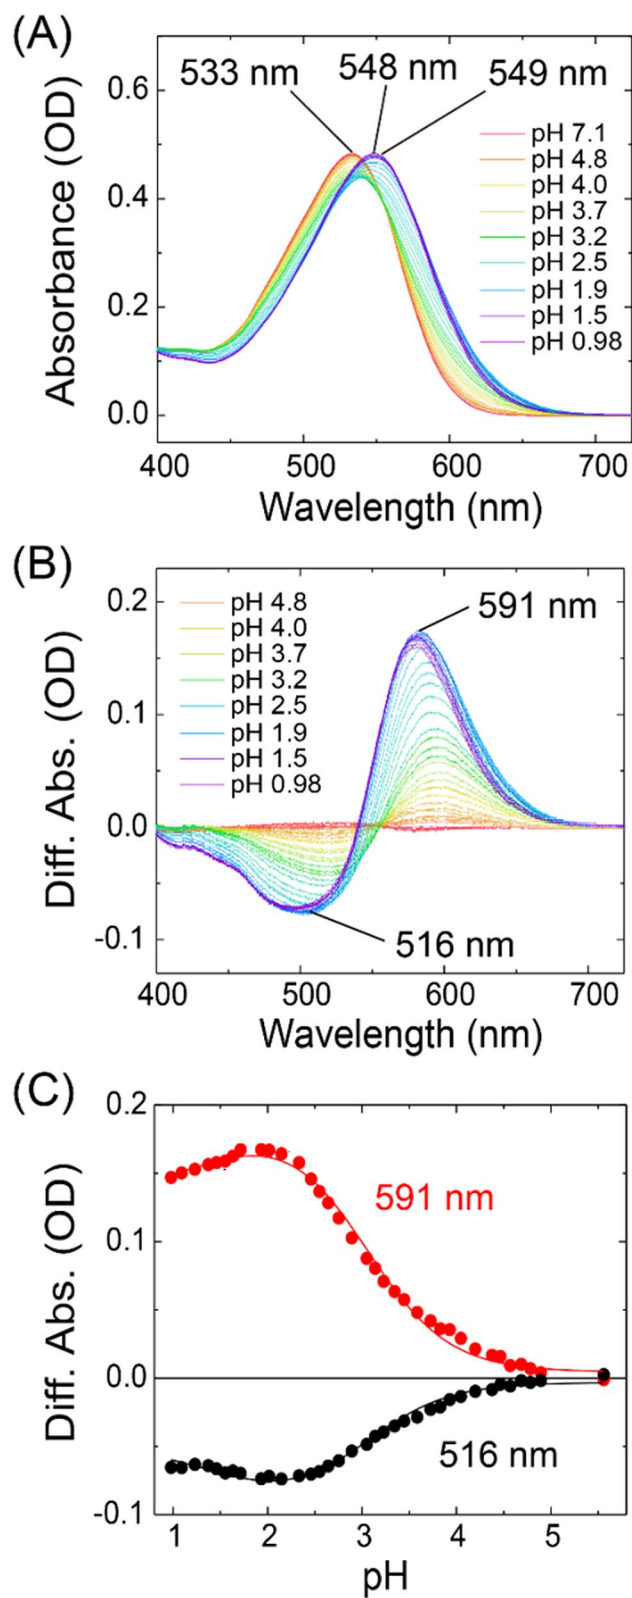 (A)
533 nm 548 nm 549 nm
0.6
0.4
0.2
0.0
Absorbance (OD)
pH 7.1
pH 4.8
pH 4.0
pH 3.7
pH 3.2
pH 2.5
pH 1.9
pH 1.5
pH 0.98
400 500 600 700
Wavelength (nm)
(B)
0.2
0.1
0.0
-0.1
Diff. Abs. (OD)
pH 4.8
pH 4.0
pH 3.7
pH 3.2
pH 2.5
pH 1.9
pH 1.5
pH 0.98
591 nm
516 nm
400 500 600 700
Wavelength (nm)
(C)
0.2
0.1
0.0
-0.1
Diff. Abs. (OD)
591 nm
516 nm
1 2 3 4 5
pH